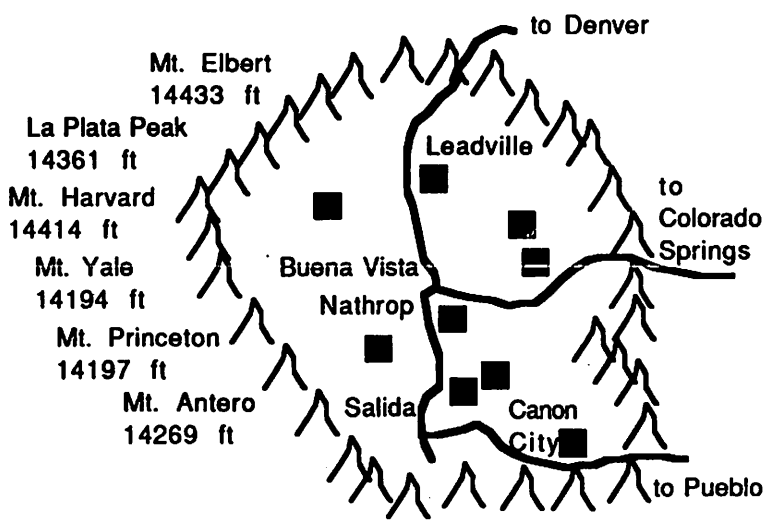 to Denver
Mt. Elbert
14433 ft
La Plata Peak
14361 ft
Leadville
Mt. Harvard
14414 ft
to
Colorado
Springs
Mt. Yale
14194 ft
Buena Vista
Nathrop
Mt. Princeton
14197 ft
Mt. Antero
14269 ft
Salida
Canon
City
to Pueblo